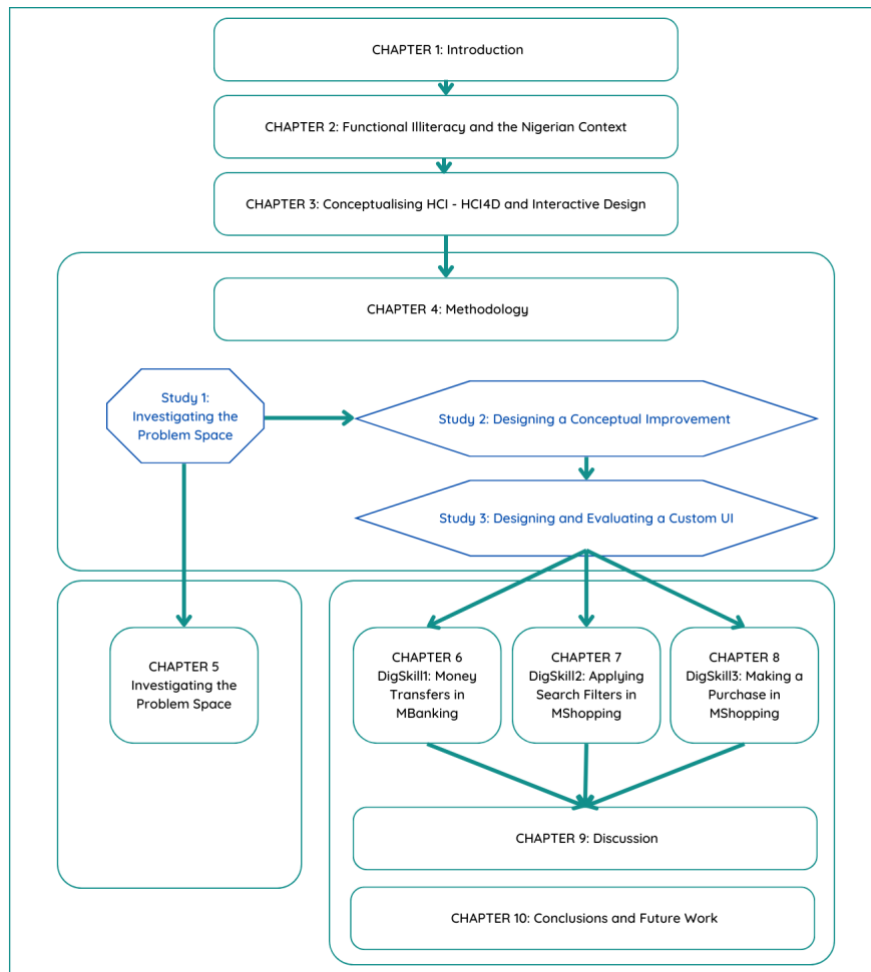 CHAPTER 1: Introduction
CHAPTER 2: Functional Illiteracy and the Nigerian Context
CHAPTER 3: Conceptualising HCI - HCI4D and Interactive Design
CHAPTER 4: Methodology
Study 1:
Investigating the
Problem Space
Study 2: Designing a Conceptual Improvement
Study 3: Designing and Evaluating a Custom UI
CHAPTER 5
Investigating the
Problem Space
CHAPTER 6
DigSkill1: Money
Transfers in
MBanking
CHAPTER 7
DigSkill2: Applying
Search Filters in
MShopping
CHAPTER 8
DigSkill3: Making a
Purchase in
MShopping
CHAPTER 9: Discussion
CHAPTER 10: Conclusions and Future Work